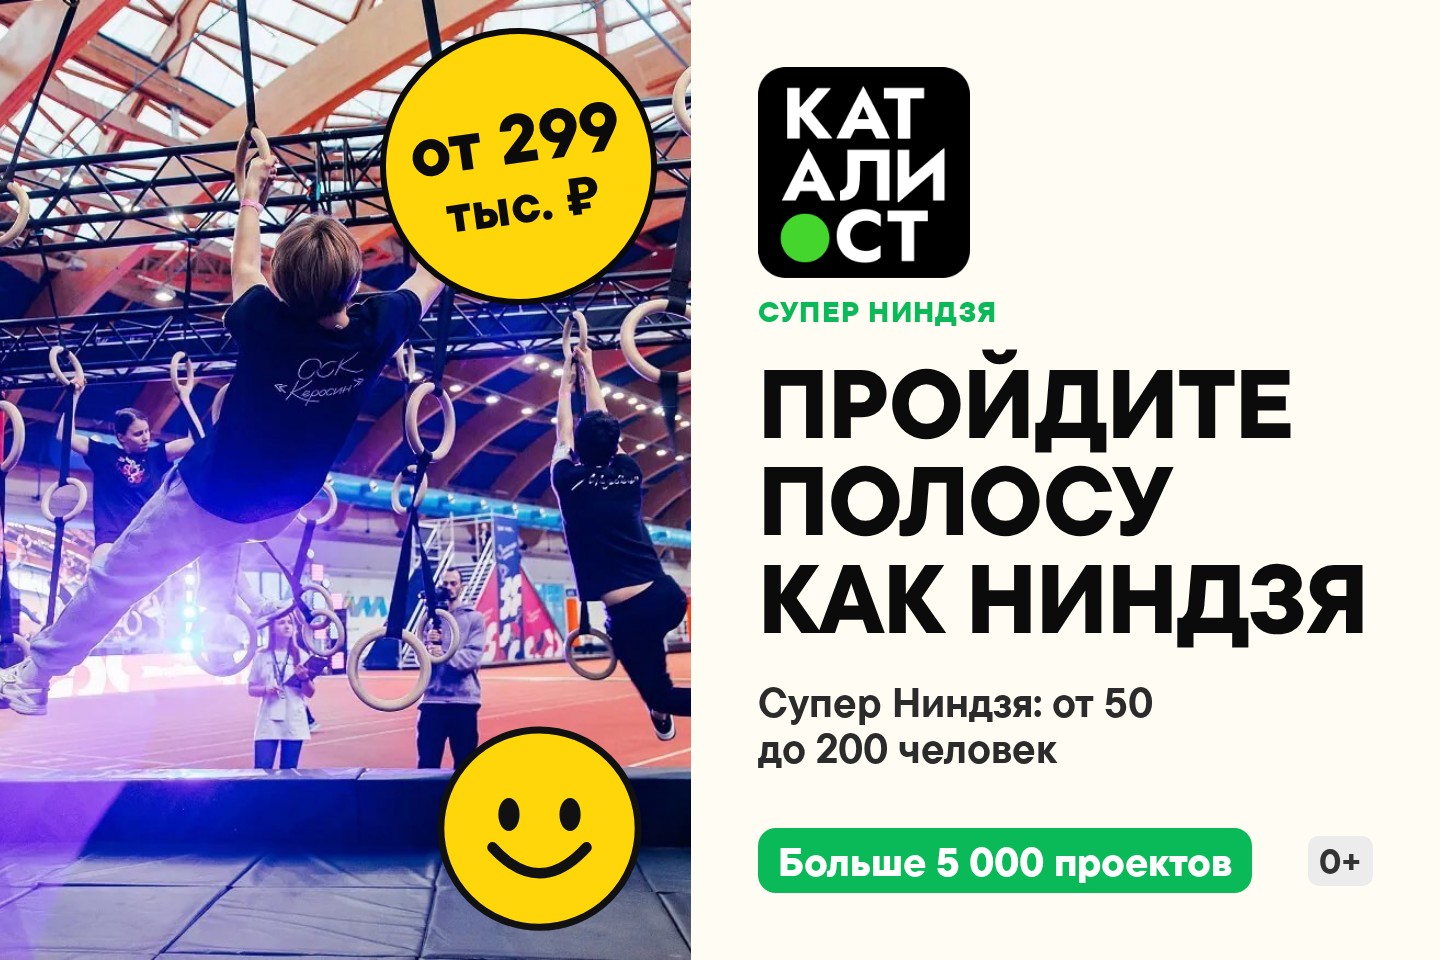 от 299
тыс. ₽
ОСК
«Керосин»
КАТ
АЛИ
СТ
СУПЕР НИНДЗЯ
ПРОЙДИТЕ
ПОЛОСУ
КАК НИНДЗЯ
Супер Ниндзя: от 50
до 200 человек
Больше 5 000 проектов
0+